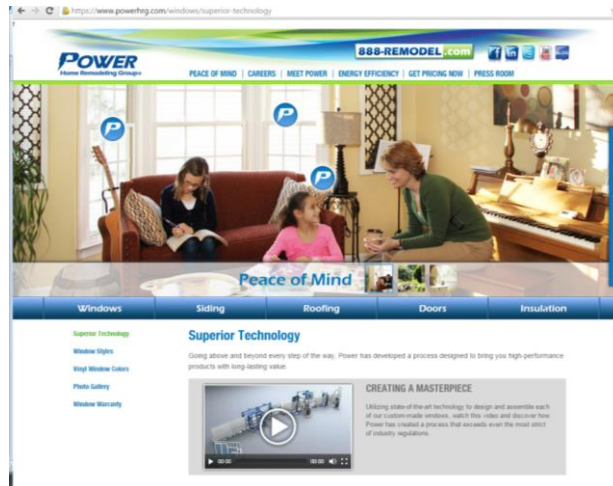 https://www.powerhrg.com/windows/superior-technology
888-REMODEL.com
POWER
Home Remodeling Group
PEACE OF MIND | CAREERS | MEET POWER | ENERGY EFFICIENCY | GET PRICING NOW | PRESS ROOM
P
P
P
Peace of Mind
Windows Siding Roofing Doors Insulation
Superior Technology
Window Styles
Vinyl Window Colors
Photo Gallery
Window Warranty
Superior Technology
Going above and beyond every step of the way, Power has developed a process designed to bring you high-performance
products with long-lasting value.
CREATING A MASTERPIECE
Utilizing state-of-the-art technology to design and assemble each
of our custom-made windows, watch this video and discover how
Power has created a process that exceeds even the most strict
of industry regulations.
00:00 00:00